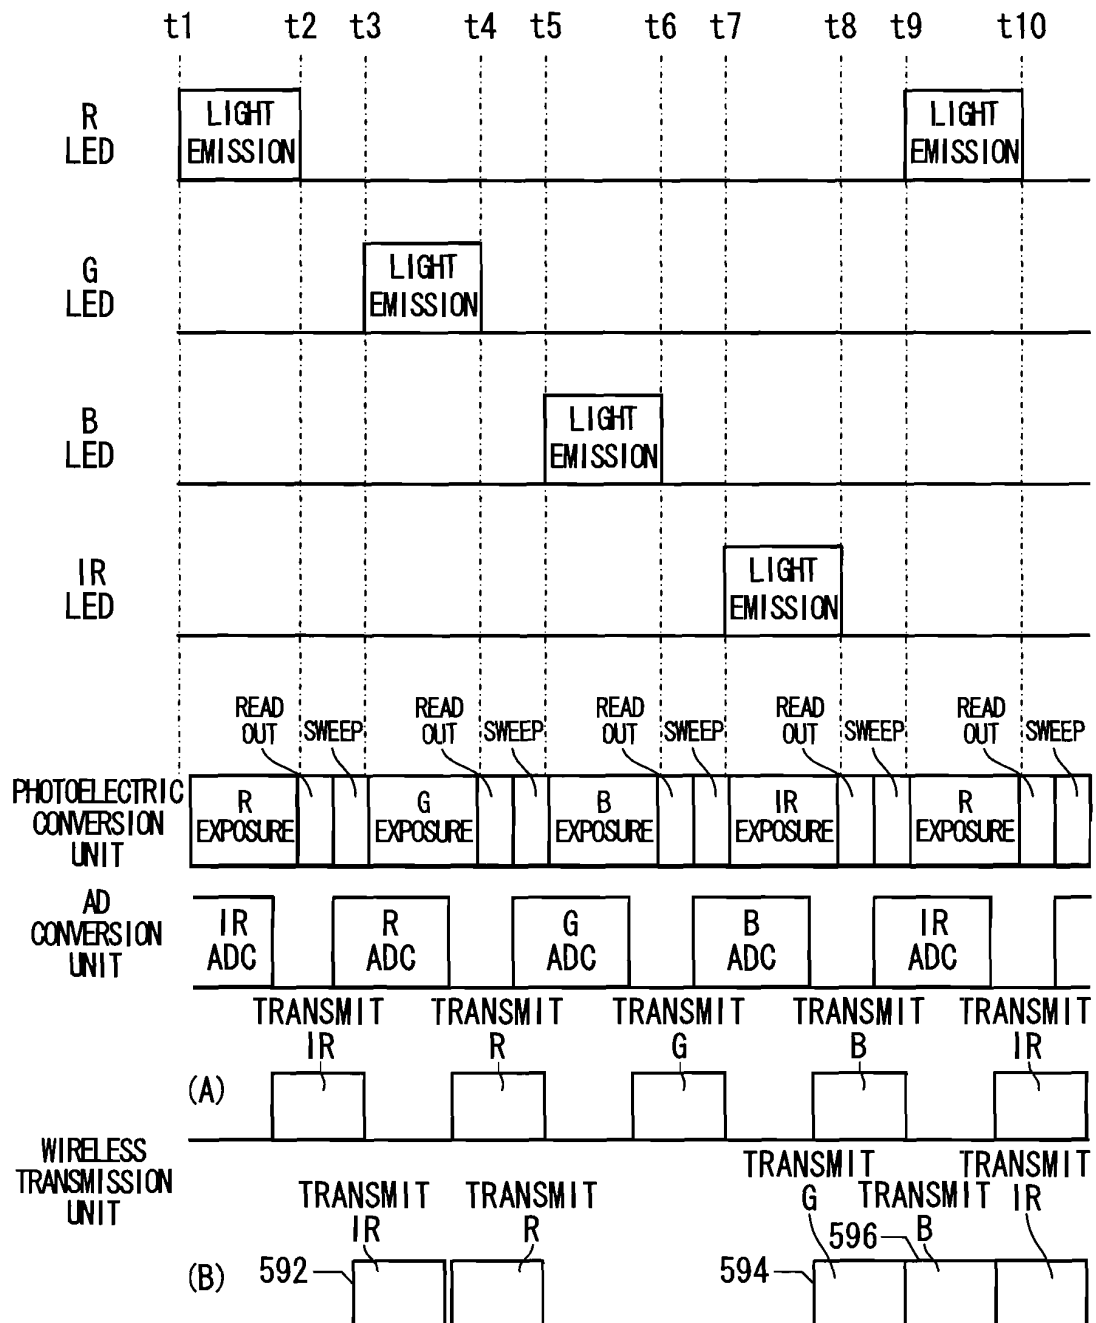 t1 t2 t3 t4 t5 t6 t7 t8 t9 t10
R
LED
LIGHT
EMISSION
LIGHT
EMISSION
G
LED
LIGHT
EMISSION
B
LED
LIGHT
EMISSION
IR
LED
LIGHT
EMISSION
READ
OUT
SWEEP
READ
OUT
SWEEP
READ
OUT
SWEEP
READ
OUT
SWEEP
READ
OUT
SWEEP
PHOTOELECTRIC
CONVERSION
UNIT
R
EXPOSURE
G
EXPOSURE
B
EXPOSURE
IR
EXPOSURE
R
EXPOSURE
AD
CONVERSION
UNIT
IR
ADC
R
ADC
G
ADC
B
ADC
IR
ADC
WIRELESS
TRANSMISSION
UNIT
(A)
TRANSMIT
IR
TRANSMIT
R
TRANSMIT
G
TRANSMIT
B
TRANSMIT
IR
(B)
592
TRANSMIT
IR
TRANSMIT
R
594
TRANSMIT
G
596
TRANSMIT
B
TRANSMIT
IR